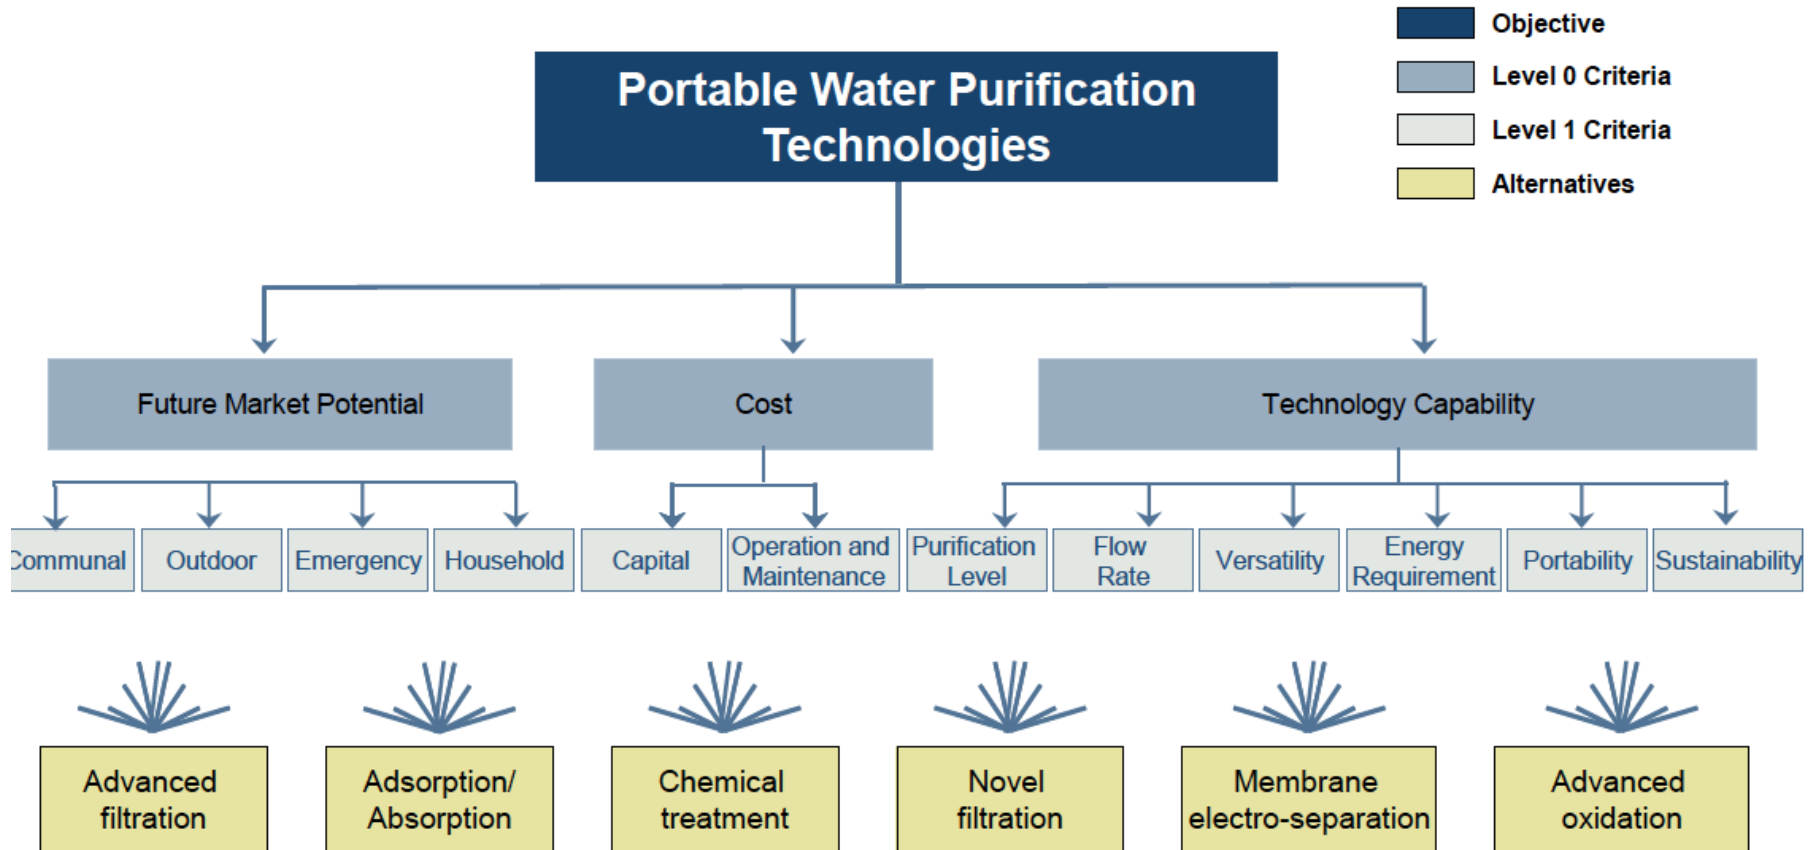 Objective
Level 0 Criteria
Level 1 Criteria
Alternatives
Portable Water Purification
Technologies
Future Market Potential
Cost
Technology Capability
Communal
Outdoor
Emergency
Household
Capital
Operation and
Maintenance
Purification
Level
Flow
Rate
Versatility
Energy
Requirement
Portability
Sustainability
Advanced
filtration
Adsorption/
Absorption
Chemical
treatment
Novel
filtration
Membrane
electro-separation
Advanced
oxidation